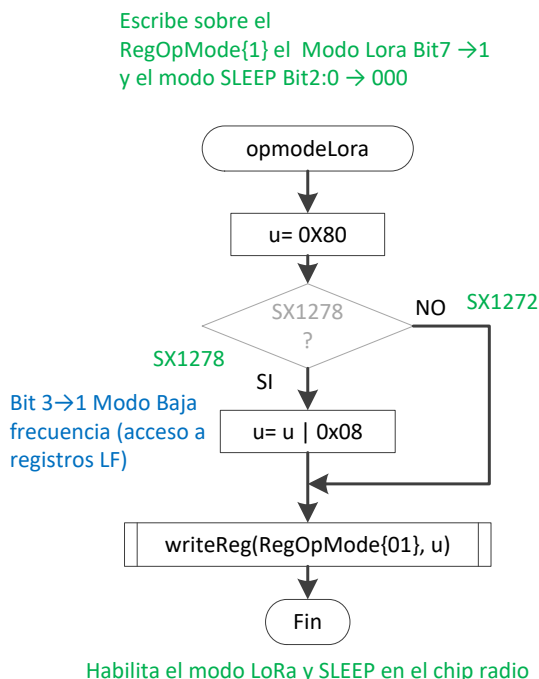 Escribe sobre el
RegOpMode{1} el Modo Lora Bit7 →1
y el modo SLEEP Bit2:0 → 000
opmodeLora
u= 0X80
SX1278
?
NO
SX1272
SX1278
SI
Bit 3→1 Modo Baja
frecuencia (acceso a
registros LF)
u= u | 0x08
writeReg(RegOpMode{01}, u)
Fin
Habilita el modo LoRa y SLEEP en el chip radio